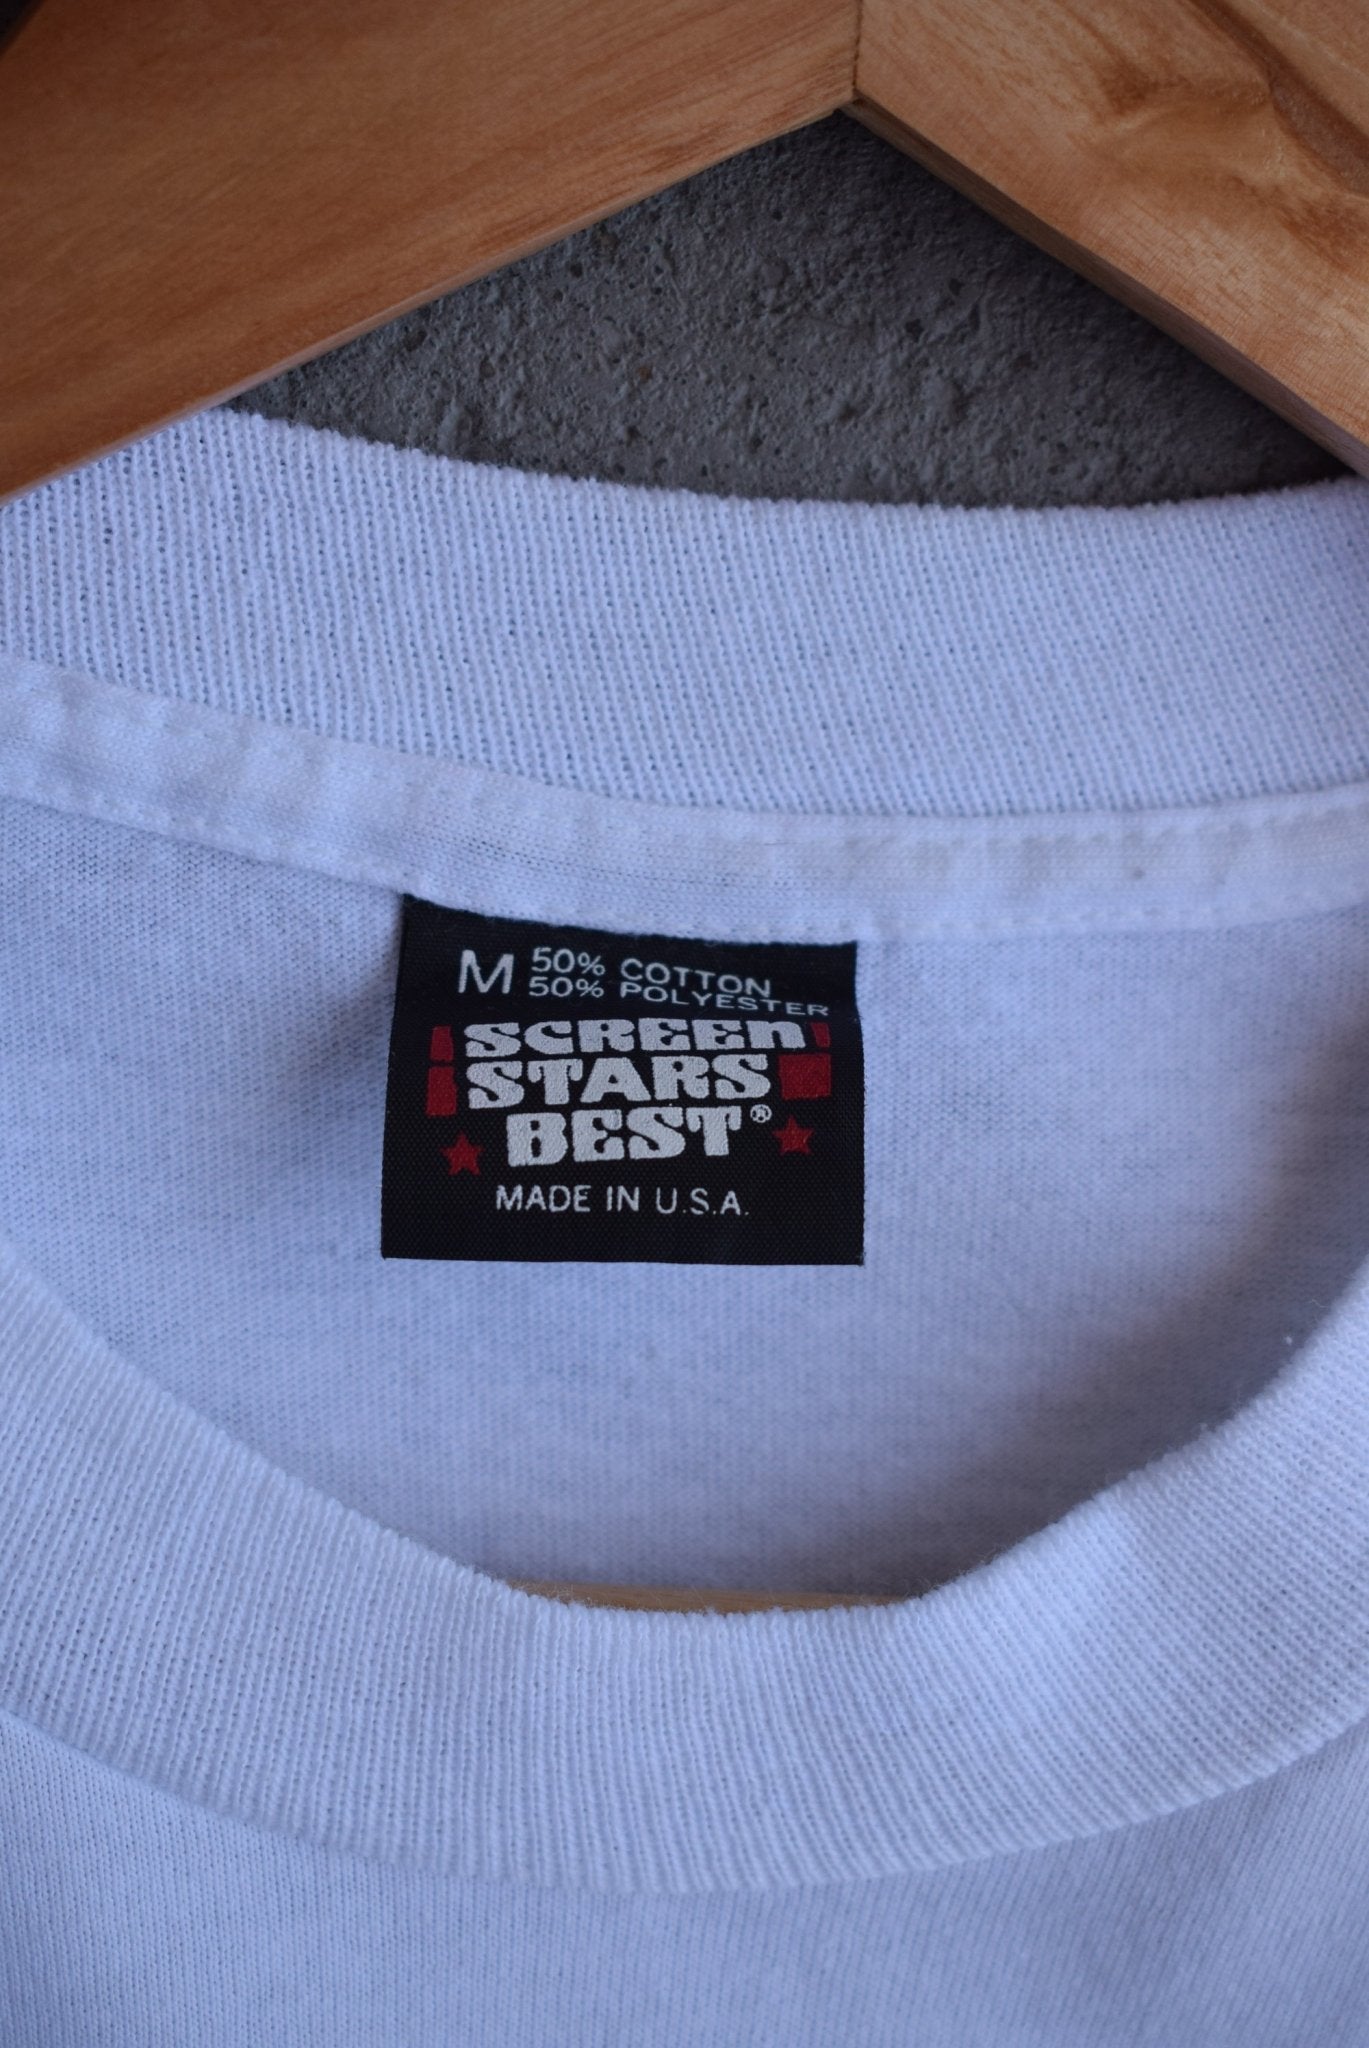 M 50% COTTON
50% POLYESTER
SCREEN
STARS
BEST®
MADE IN U.S.A.